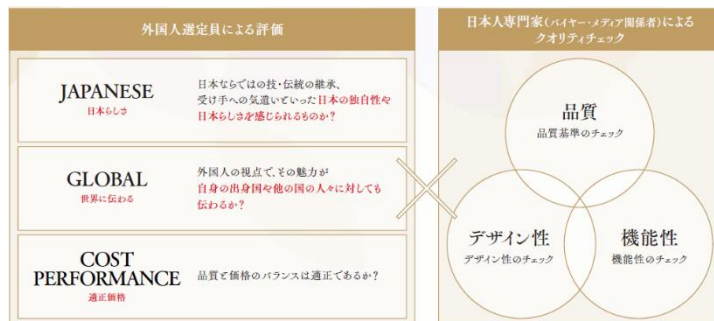 外国人選定員による評価
JAPANESE
日本らしさ
日本ならではの技・伝統の継承、
受け手への気遣いといった日本の独自性や
日本らしさを感じられるものか?
GLOBAL
世界に伝わる
外国人の視点で、その魅力が
自身の出身国や他の国の人々に対しても
伝わるか?
COST
PERFORMANCE
適正価格
品質と価格のバランスは適正であるか?
日本人専門家(バイヤー・メディア関係者)による
クオリティチェック
品質
品質基準のチェック
デザイン性
デザイン性のチェック
機能性
機能性のチェック